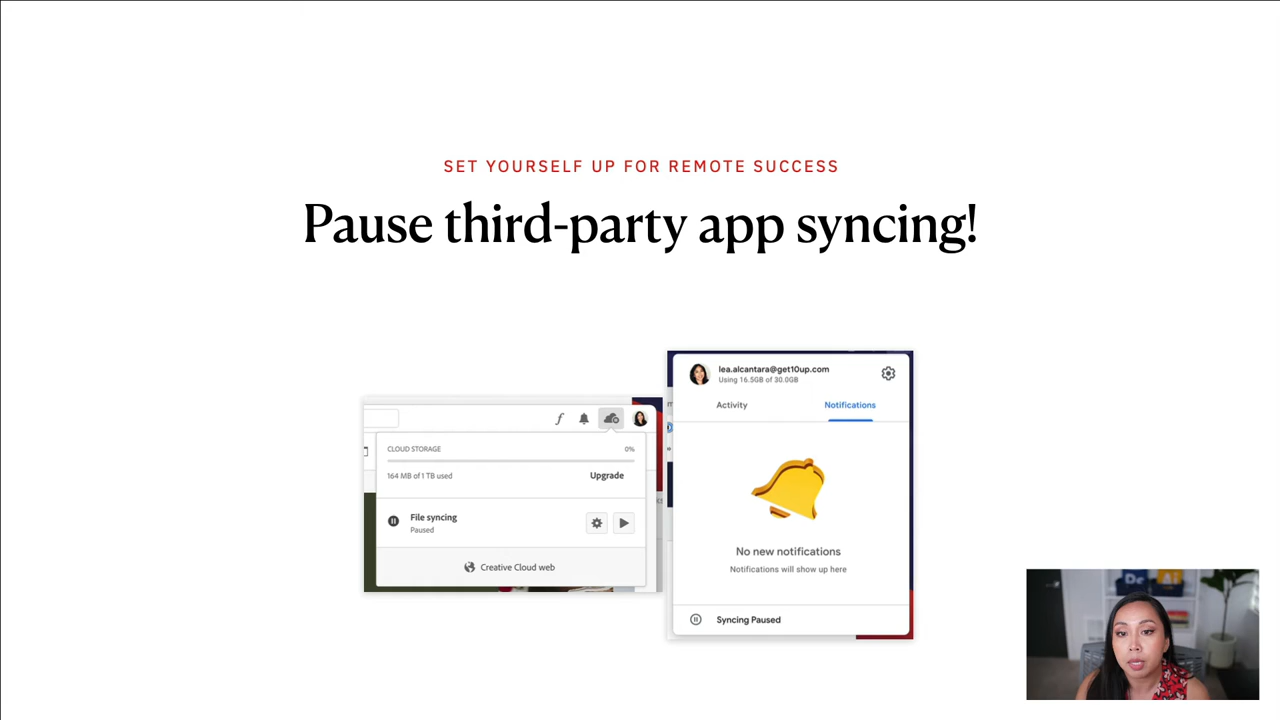 SET YOURSELF UP FOR REMOTE SUCCESS
Pause third-party app syncing!
CLOUD STORAGE 0%
164 MB of 1 TB used Upgrade
File syncing
Paused
Creative Cloud web
lea.alcantara@get10up.com
Using 16.5GB of 30.0GB
Activity Notifications
No new notifications
Notifications will show up here
Syncing Paused
Dc Ai